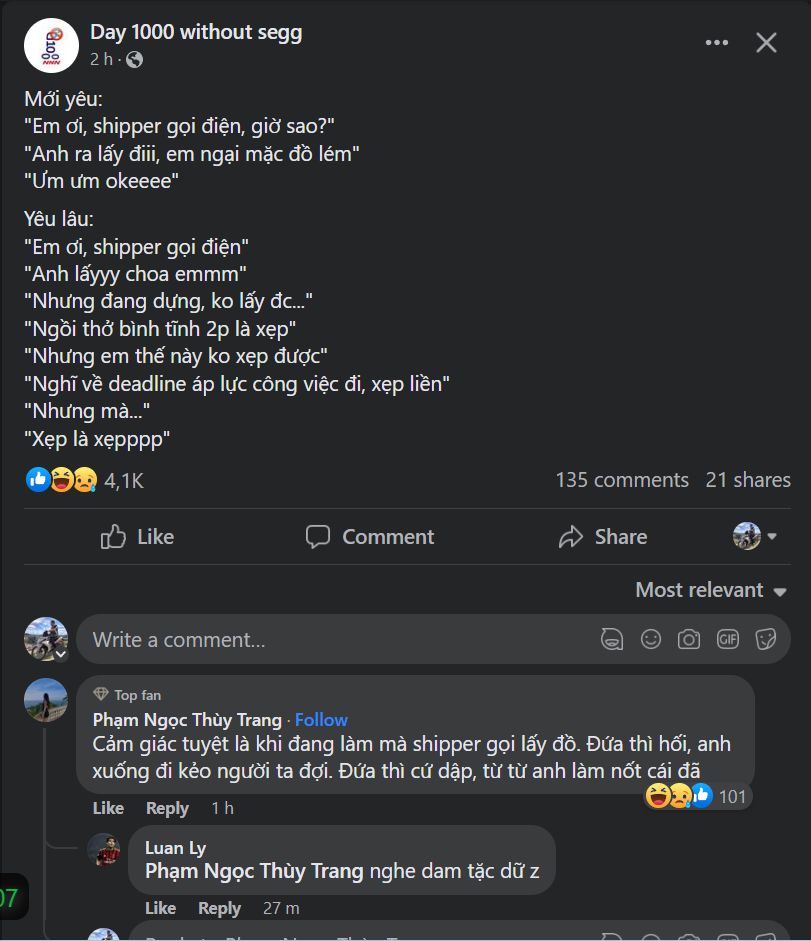 Day 1000 without segg
2 h ·
Mới yêu:
"Em ơi, shipper gọi điện, giờ sao?"
"Anh ra lấy điii, em ngại mặc đồ lém"
"Ưm ưm okeeee"
Yêu lâu:
"Em ơi, shipper gọi điện"
"Anh lấyyy choa emmm"
"Nhưng đang dựng, ko lấy đc..."
"Ngồi thở bình tĩnh 2p là xẹp"
"Nhưng em thế này ko xẹp được"
"Nghĩ về deadline áp lực công việc đi, xẹp liền"
"Nhưng mà..."
"Xẹp là xẹpppp"
4,1K 135 comments 21 shares
Like Comment Share
Most relevant
Write a comment...
GIF
Top fan
Phạm Ngọc Thùy Trang · Follow
Cảm giác tuyệt là khi đang làm mà shipper gọi lấy đồ. Đứa thì hối, anh
xuống đi kẻo người ta đợi. Đứa thì cứ dập, từ từ anh làm nốt cái đã
101
Like Reply 1 h
Luan Ly
Phạm Ngọc Thùy Trang nghe dam tặc dữ z
Like Reply 27 m
07